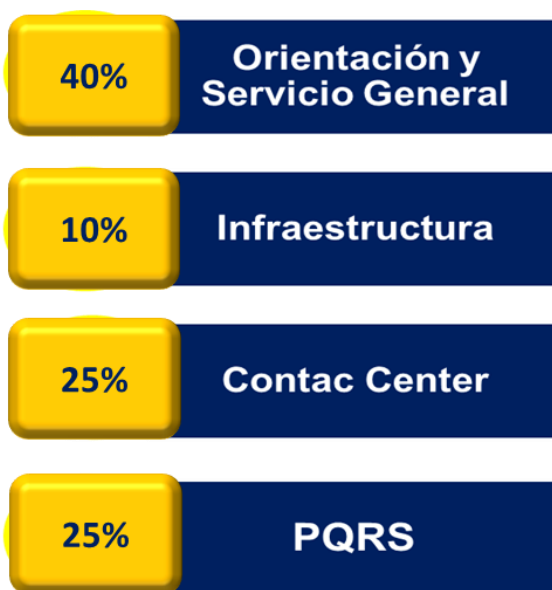 40%
Orientación y
Servicio General
10%
Infraestructura
25%
Contac Center
25%
PQRS